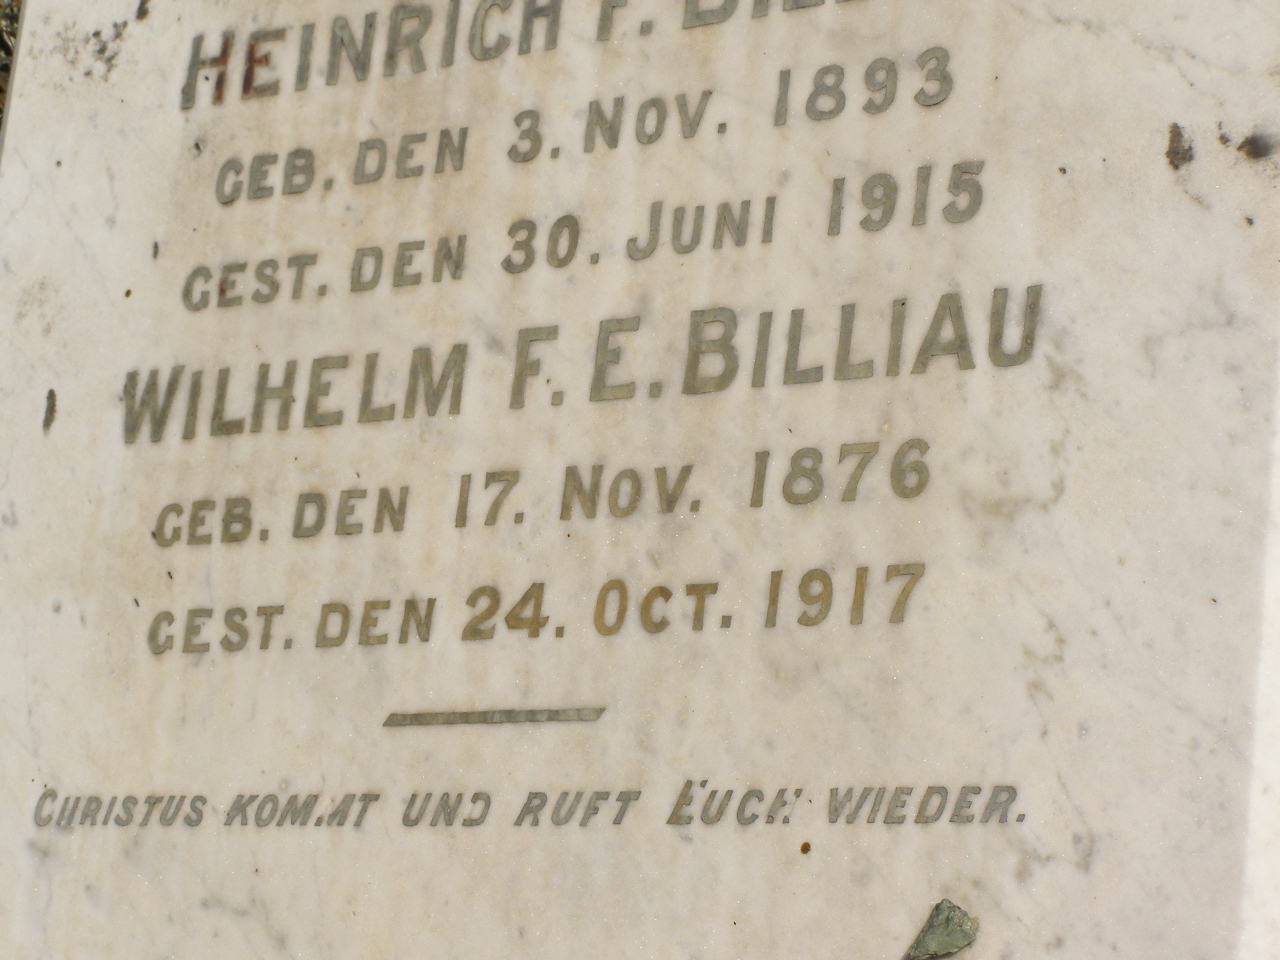 HEINRICH F.
GEB. DEN 3. NOV. 1893
GEST. DEN 30. JUNI 1915
WILHELM F. E. BILLIAU
GEB. DEN 17. NOV. 1876
GEST. DEN 24. OCT. 1917
CHRISTUS KOMMT UND RUFT EUCH WIEDER.